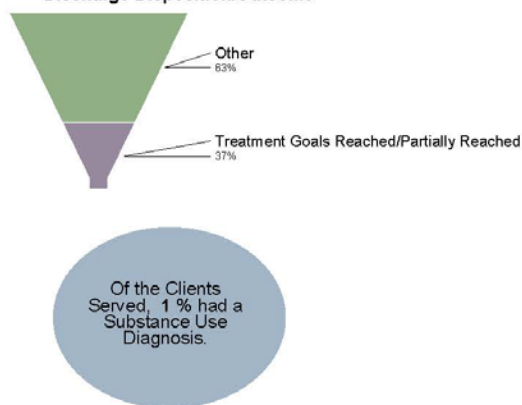 Other
63%
Treatment Goals Reached/Partially Reached
37%
Of the Clients
Served, 1 % had a
Substance Use
Diagnosis.